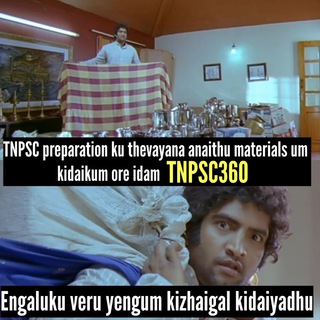 TNPSC preparation ku thevayana anaithu materials um
kidaikum ore idam TNPSC360
Engaluku veru yengum kizhaigal kidaiyadhu